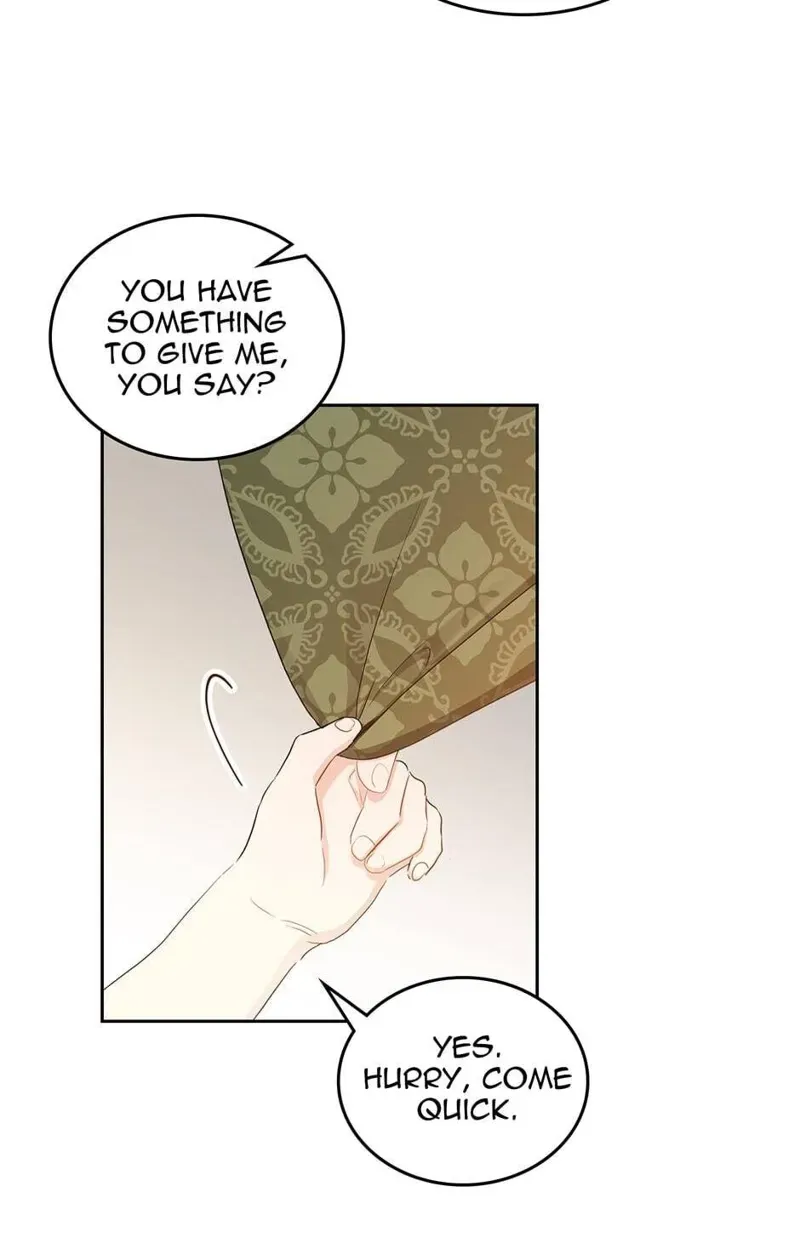 YOU HAVE
SOMETHING
TO GIVE ME,
YOU SAY?
YES.
HURRY, COME
QUICK.